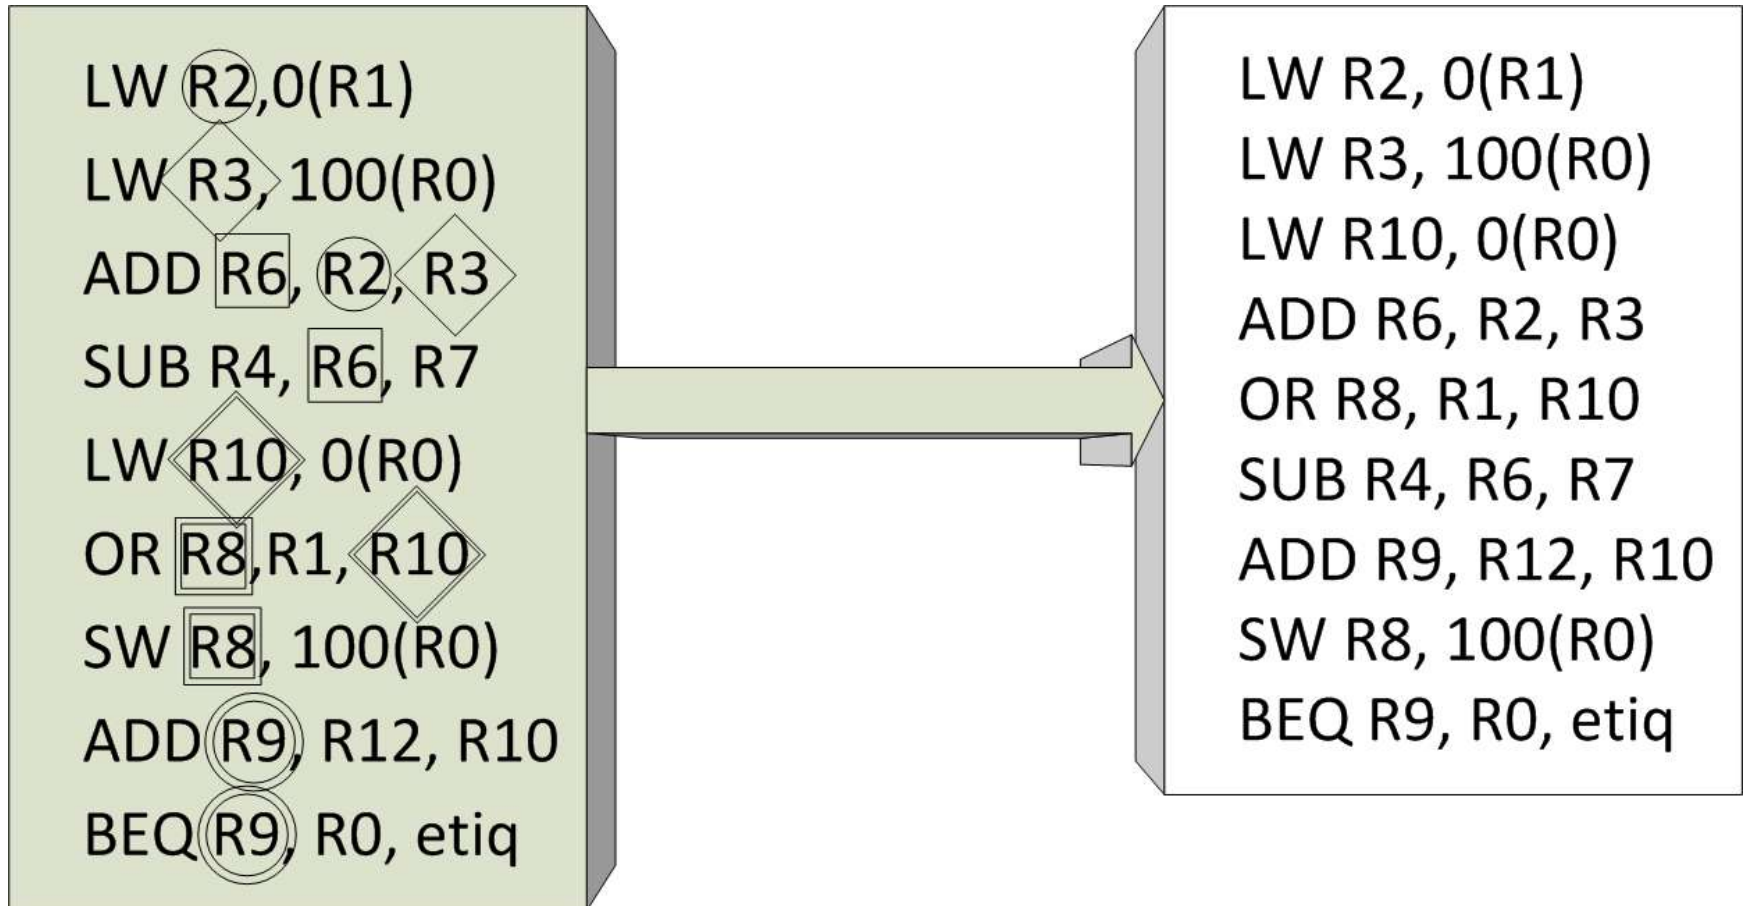 LW R2,0(R1)
LW R3, 100(R0)
ADD R6, R2, R3
SUB R4, R6, R7
LW R10, 0(R0)
OR R8,R1, R10
SW R8, 100(R0)
ADD R9, R12, R10
BEQ R9, R0, etiq
LW R2, 0(R1)
LW R3, 100(R0)
LW R10, 0(R0)
ADD R6, R2, R3
OR R8, R1, R10
SUB R4, R6, R7
ADD R9, R12, R10
SW R8, 100(R0)
BEQ R9, R0, etiq